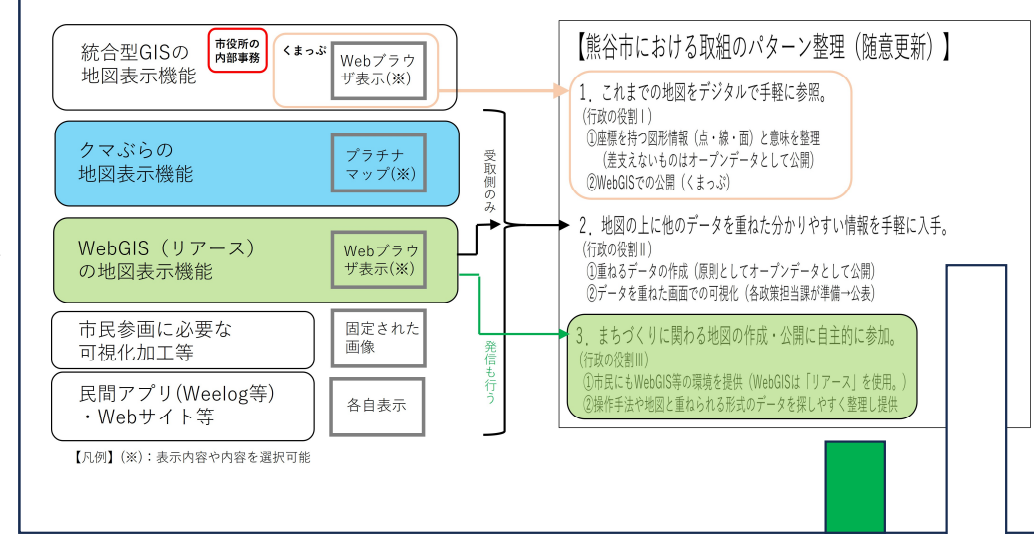 統合型GISの
地図表示機能
市役所の
内部事務
くまっぷ
Webブラウ
ザ表示(※)
クマぶらの
地図表示機能
プラチナ
マップ(※)
WebGIS（リアース）
の地図表示機能
Webブラウ
ザ表示(※)
市民参画に必要な
可視化加工等
固定された
画像
民間アプリ(Weelog等)
・Webサイト等
各自表示
【凡例】(※)：表示内容や内容を選択可能
受取側のみ
発信も行う
【熊谷市における取組のパターン整理（随意更新）】
1．これまでの地図をデジタルで手軽に参照。
(行政の役割Ⅰ)
①座標を持つ図形情報（点・線・面）と意味を整理
（差支えないものはオープンデータとして公開）
②WebGISでの公開（くまっぷ）
2．地図の上に他のデータを重ねた分かりやすい情報を手軽に入手。
(行政の役割Ⅱ)
①重ねるデータの作成（原則としてオープンデータとして公開）
②データを重ねた画面での可視化（各政策担当課が準備→公表）
3．まちづくりに関わる地図の作成・公開に自主的に参加。
(行政の役割Ⅲ)
①市民にもWebGIS等の環境を提供（WebGISは「リアース」を使用。）
②操作手法や地図と重ねられる形式のデータを探しやすく整理し提供